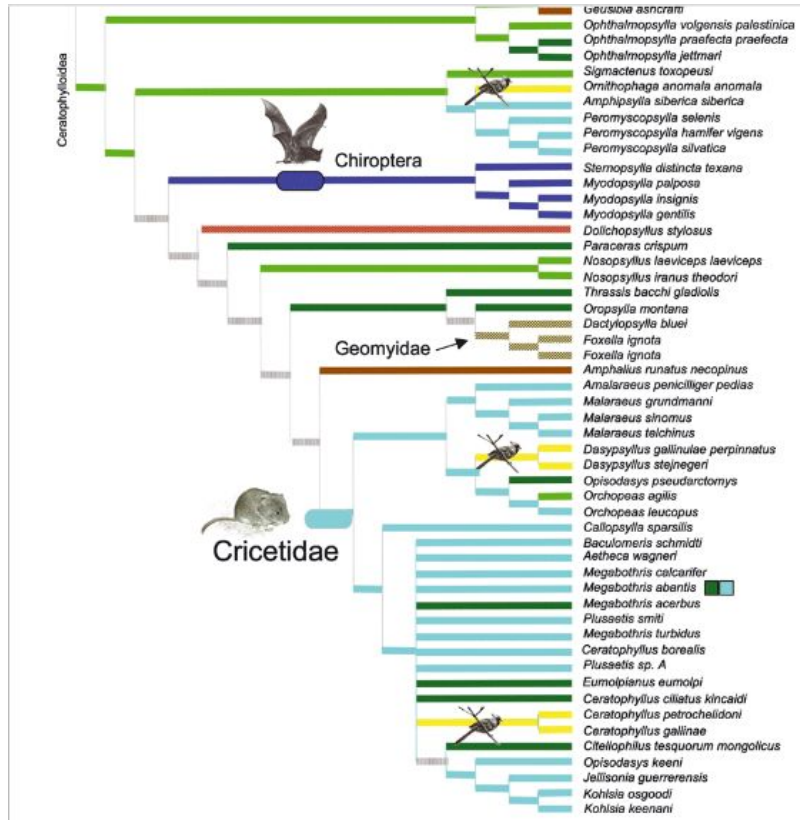 Geusibia ashcrafti
Ophthalmopsylla volgensis palestinica
Ophthalmopsylla praefecta praefecta
Ophthalmopsylla jettmari
Sigmactenus toxopeusi
Ornithophaga anomala anomala
Amphipsylla siberica siberica
Peromyscopsylla selenis
Peromyscopsylla hamifer vigens
Peromyscopsylla silvatica
Sternopsylla distincta texana
Myodopsylla palposa
Myodopsylla insignis
Myodopsylla gentilis
Dolichopsyllus stylosus
Paraceras crispum
Nosopsyllus laeviceps laeviceps
Nosopsyllus iranus theodori
Thrassis bacchi gladiolis
Oropsylla montana
Dactylopsylla bluei
Foxella ignota
Foxella ignota
Amphalius runatus necopinus
Amalaraeus penicilliger pedias
Malaraeus grundmanni
Malaraeus sinomus
Malaraeus telchinus
Dasypsyllus gallinulae perpinnatus
Dasypsyllus stejnegeri
Opisodasys pseudarctomys
Orchopeas agilis
Orchopeas leucopus
Callopsylla sparsilis
Baculomeris schmidti
Aetheca wagneri
Megabothris calcarifer
Megabothris abantis
Megabothris acerbus
Plusaetis smiti
Megabothris turbidus
Ceratophyllus borealis
Plusaetis sp. A
Eumolpianus eumolpi
Ceratophyllus ciliatus kincaidi
Ceratophyllus petrochelidoni
Ceratophyllus gallinae
Citellophilus tesquorum mongolicus
Opisodasys keeni
Jellisonia guerrerensis
Kohlsia osgoodi
Kohlsia keenani
Ceratophylloidea
Chiroptera
Geomyidae
Cricetidae